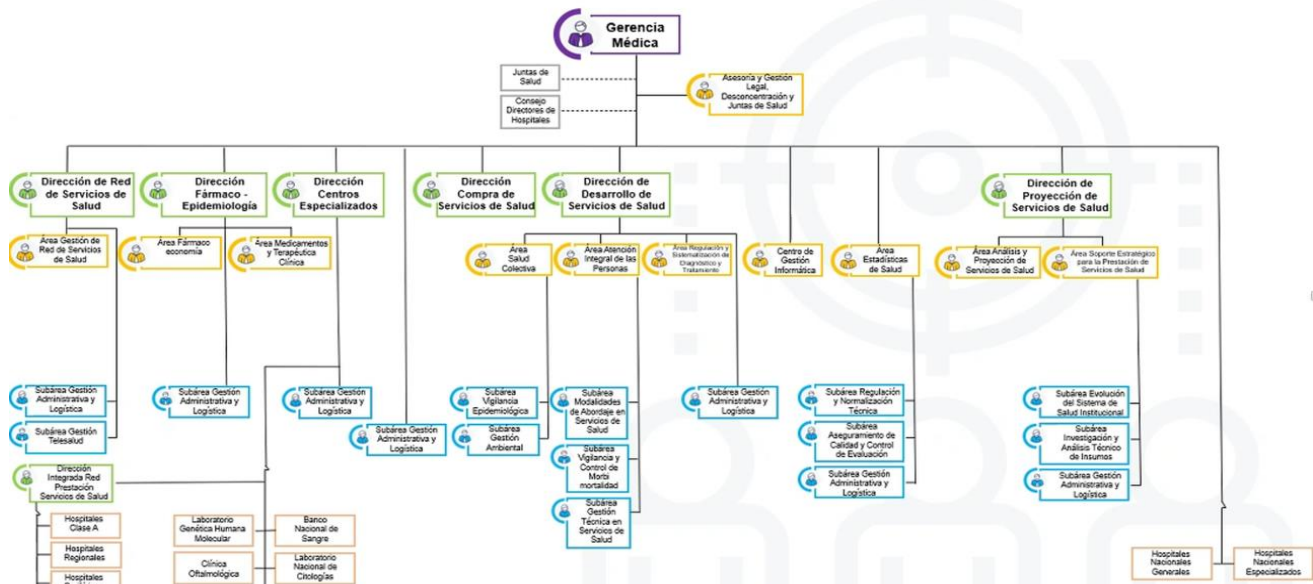 Gerencia
Médica
Juntas de
Salud
Consejo
Directores de
Hospitales
Asesoría y Gestión
Legal,
Desconcentración y
Juntas de Salud
Dirección de Red
de Servicios de
Salud
Dirección
Fármaco -
Epidemiología
Dirección
Centros
Especializados
Dirección
Compra de
Servicios de Salud
Dirección de
Desarrollo de
Servicios de Salud
Dirección de
Proyección de
Servicios de Salud
Área Gestión de
Red de Servicios
de Salud
Área Fármaco
economía
Área Medicamentos
y Terapéutica
Clínica
Área
Salud
Colectiva
Área Atención
Integral de las
Personas
Área Regulación y
Sistematización de
Diagnóstico y
Tratamiento
Centro de
Gestión
Informática
Área
Estadísticas
de Salud
Área Análisis y
Proyección de
Servicios de Salud
Área Soporte Estratégico
para la Prestación de
Servicios de Salud
Subárea Gestión
Administrativa y
Logística
Subárea Gestión
Administrativa y
Logística
Subárea Gestión
Administrativa y
Logística
Subárea Gestión
Administrativa y
Logística
Subárea
Vigilancia
Epidemiológica
Subárea
Modalidades
de Abordaje en
Servicios de
Salud
Subárea Gestión
Administrativa y
Logística
Subárea Regulación
y Normalización
Técnica
Subárea Evolución
del Sistema de
Salud Institucional
Subárea Gestión
Telesalud
Subárea
Gestión
Ambiental
Subárea
Aseguramiento de
Calidad y Control
de Evaluación
Subárea
Investigación y
Análisis Técnico
de Insumos
Subárea
Vigilancia y
Control de
Morbi
mortalidad
Subárea Gestión
Administrativa y
Logística
Subárea Gestión
Administrativa y
Logística
Subárea
Gestión
Técnica en
Servicios de
Salud
Dirección
Integrada Red
Prestación
Servicios de Salud
Hospitales
Clase A
Hospitales
Regionales
Hospitales
Laboratorio
Genética Humana
Molecular
Banco
Nacional de
Sangre
Clínica
Oftalmológica
Laboratorio
Nacional de
Citologías
Hospitales
Nacionales
Generales
Hospitales
Nacionales
Especializados